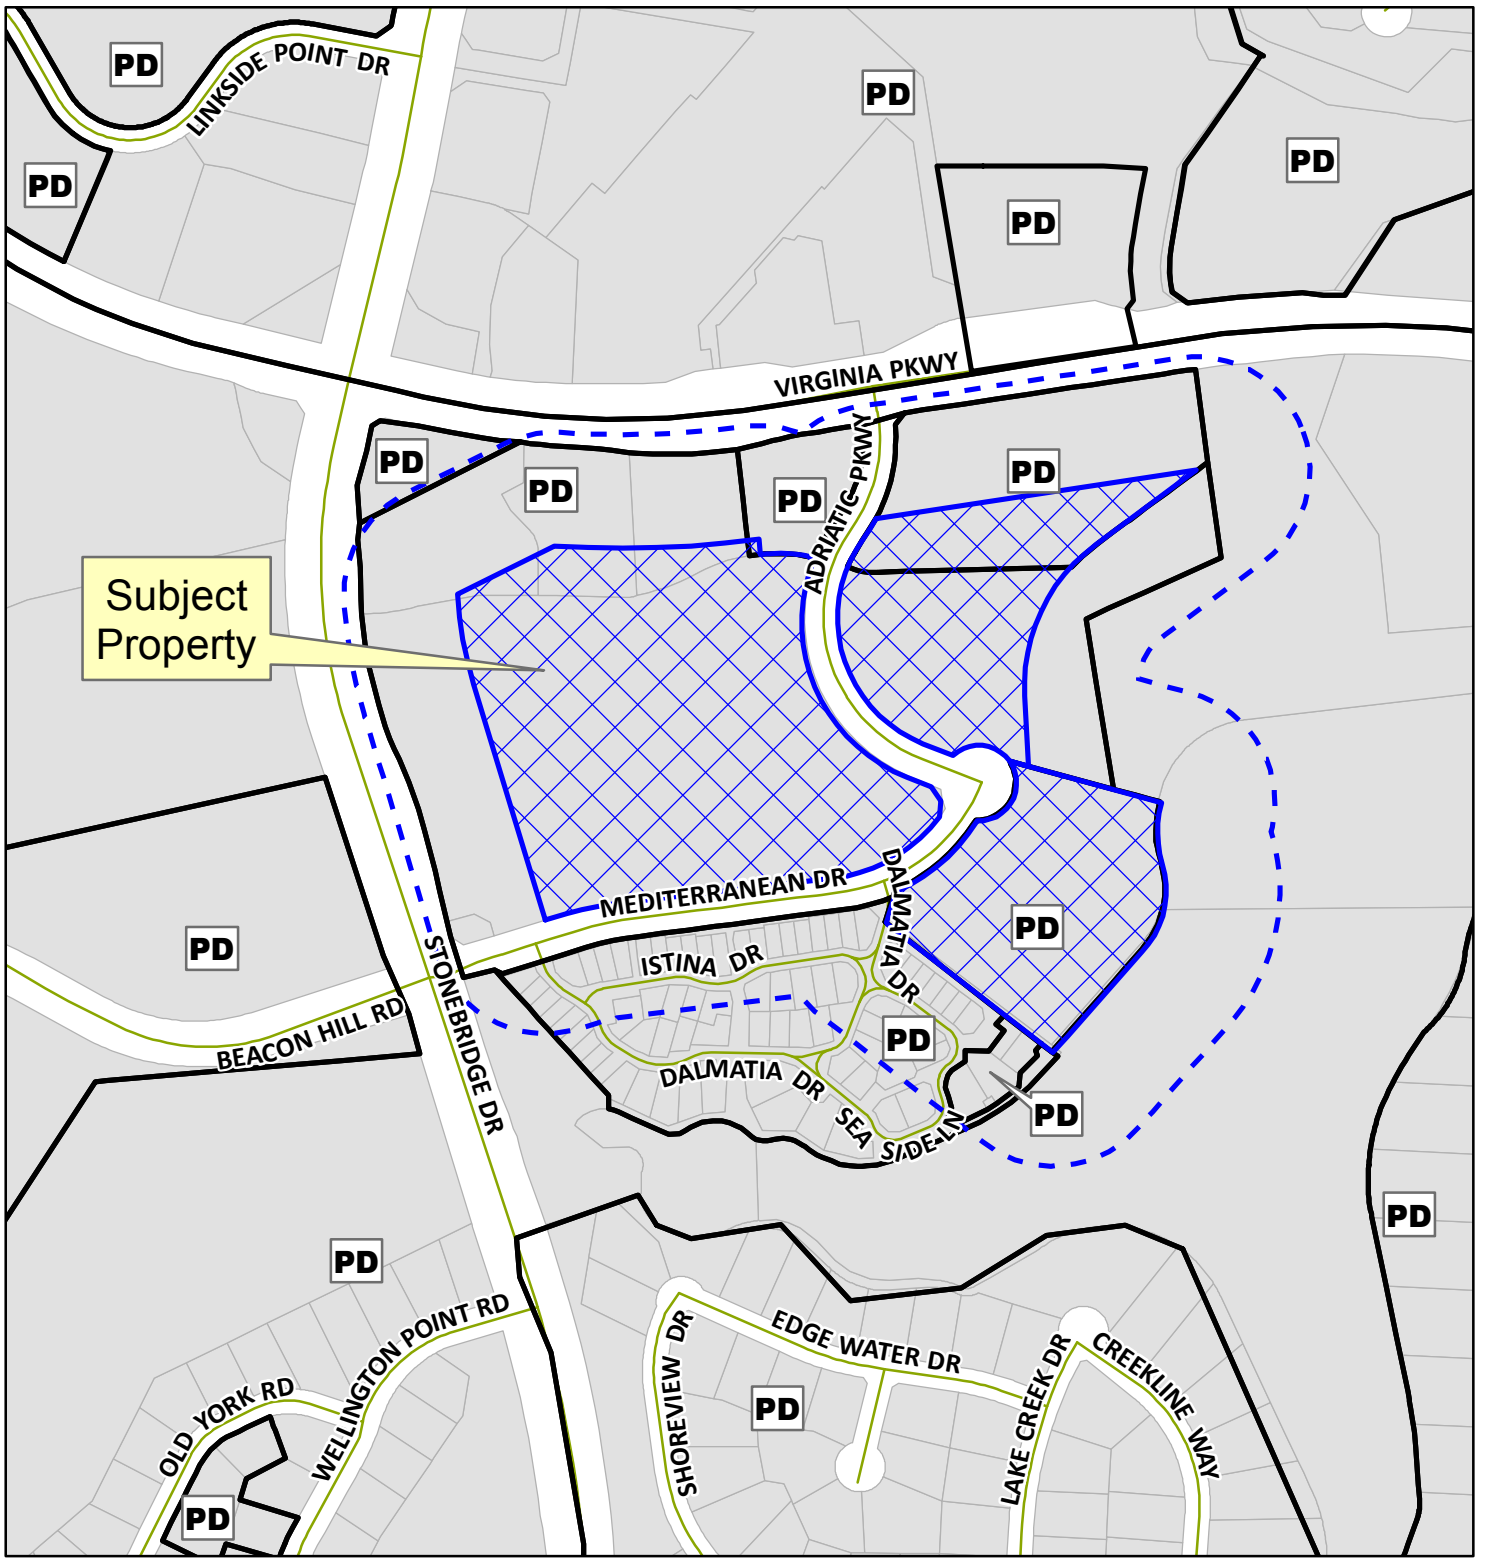 PD
LINKSIDE POINT DR
PD
PD
PD
PD
PD
VIRGINIA PKWY
PD
PD
PD
PD
ADRIATIC PKWY
Subject
Property
MEDITERRANEAN DR
DALMATIA DR
PD
PD
ISTINA DR
STONEBRIDGE DR
BEACON HILL RD
PD
DALMATIA DR
SEA SIDE LN
PD
PD
PD
WELLINGTON POINT RD
OLD YORK RD
PD
SHOREVIEW DR
EDGE WATER DR
PD
LAKE CREEK DR
CREEKLINE WAY